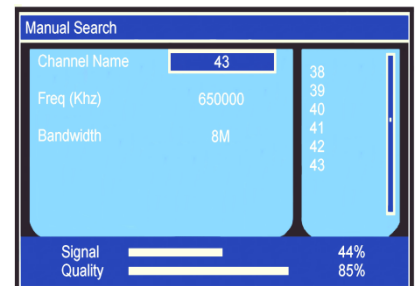 Manual Search
Channel Name 43
Freq (Khz) 650000
Bandwidth 8M
38
39
40
41
42
43
Signal 44%
Quality 85%